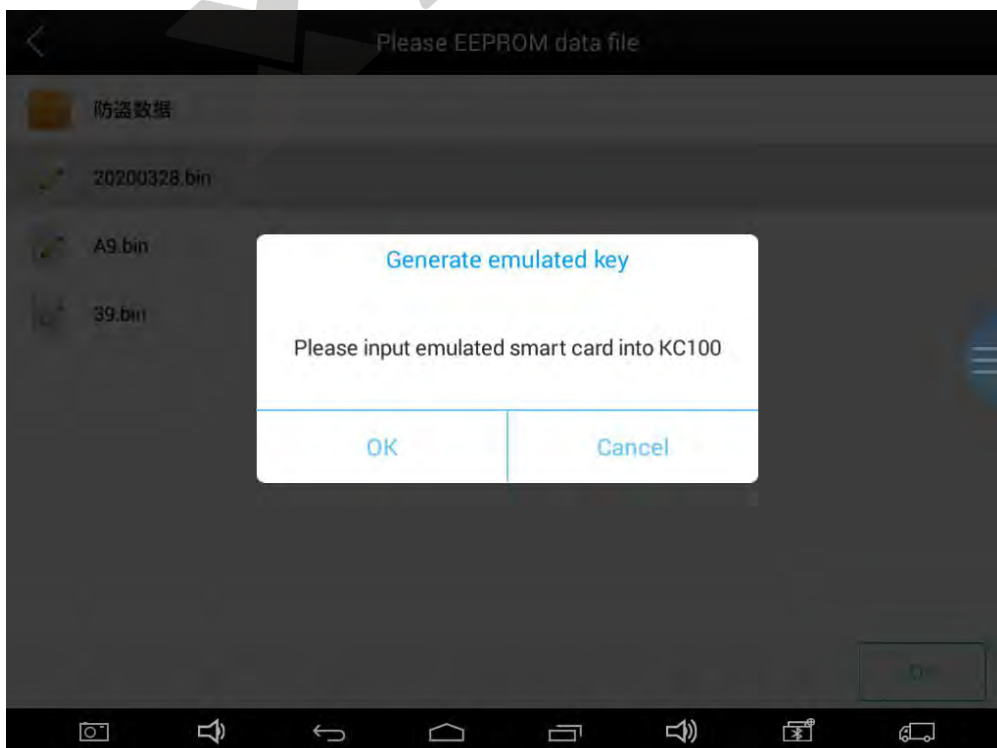 Please EEPROM data file
防盗数据
20200328.bin
A9.bin
39.bin
Generate emulated key
Please input emulated smart card into KC100
OK
Cancel
OK